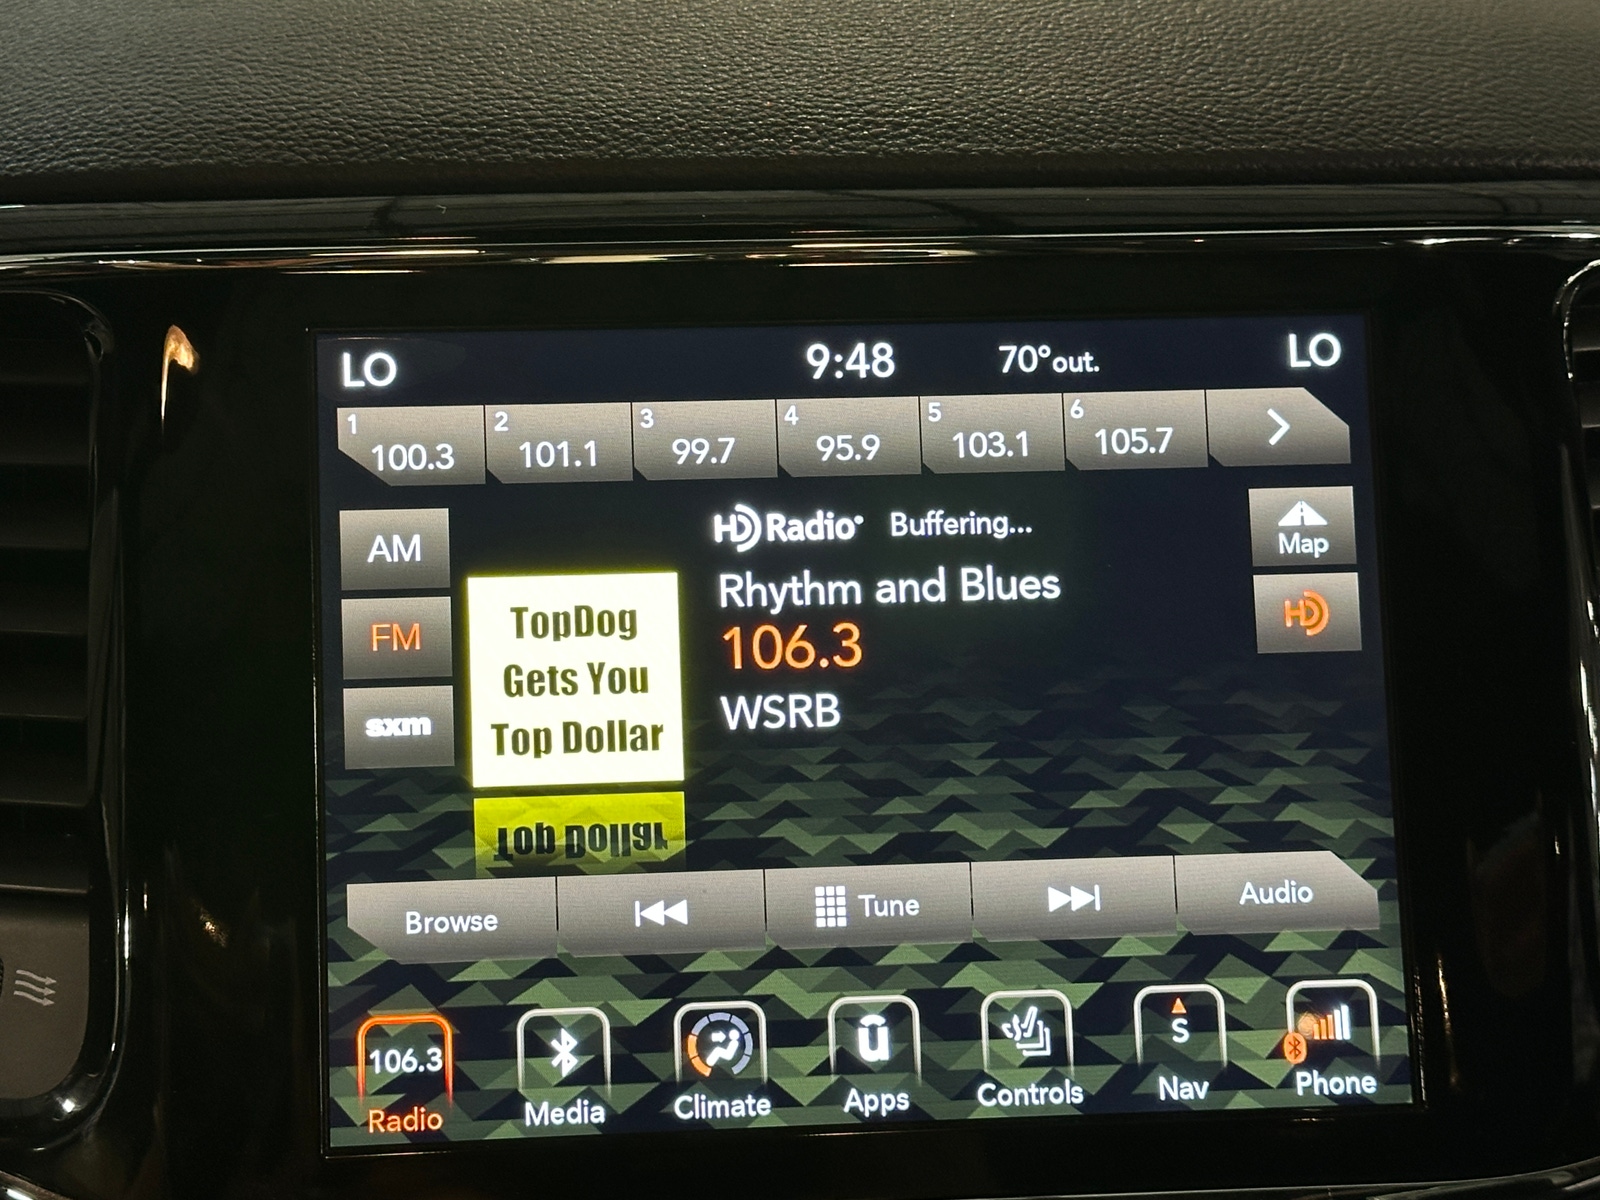 LO 9:48 70°out. LO
1 100.3 2 101.1 3 99.7 4 95.9 5 103.1 6 105.7
HD Radio Buffering...
AM
Map
Rhythm and Blues
FM
HD
106.3
sxm
WSRB
TopDog
Gets You
Top Dollar
Top Dollar
Browse Tune Audio
106.3 S
Radio Media Climate Apps Controls Nav Phone